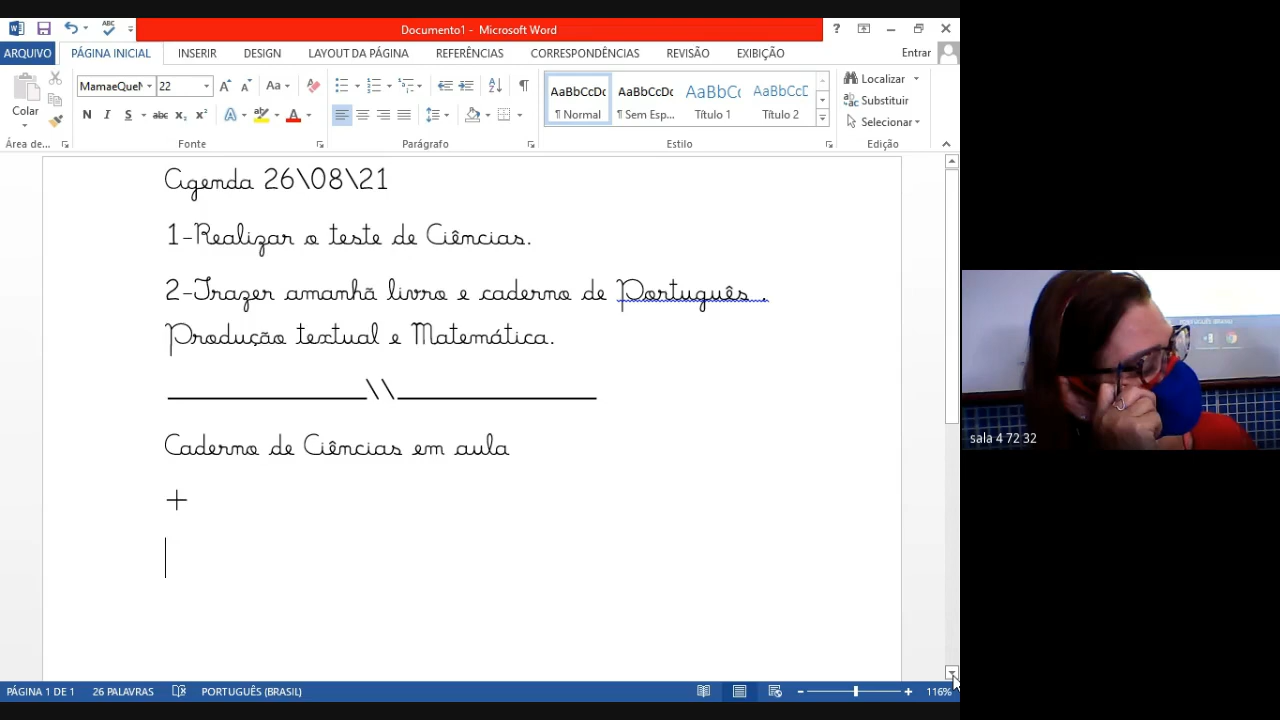 Documento1 - Microsoft Word
Entrar
ARQUIVO PÁGINA INICIAL INSERIR DESIGN LAYOUT DA PÁGINA REFERÊNCIAS CORRESPONDÊNCIAS REVISÃO EXIBIÇÃO
Colar
MamaeQueN 22
AaBbCcDc AaBbCcDc AaBbC AaBbCcD
¶ Normal ¶ Sem Esp... Título 1 Título 2
Localizar
Substituir
Selecionar
Área de... Fonte Parágrafo Estilo Edição
Agenda 26\08\21
1-Realizar o teste de Ciências.
2-Trazer amanhã livro e caderno de Português .
Produção textual e Matemática.
____________\\____________
Caderno de Ciências em aula
+
sala 4 72 32
PÁGINA 1 DE 1 26 PALAVRAS PORTUGUÊS (BRASIL) 116%